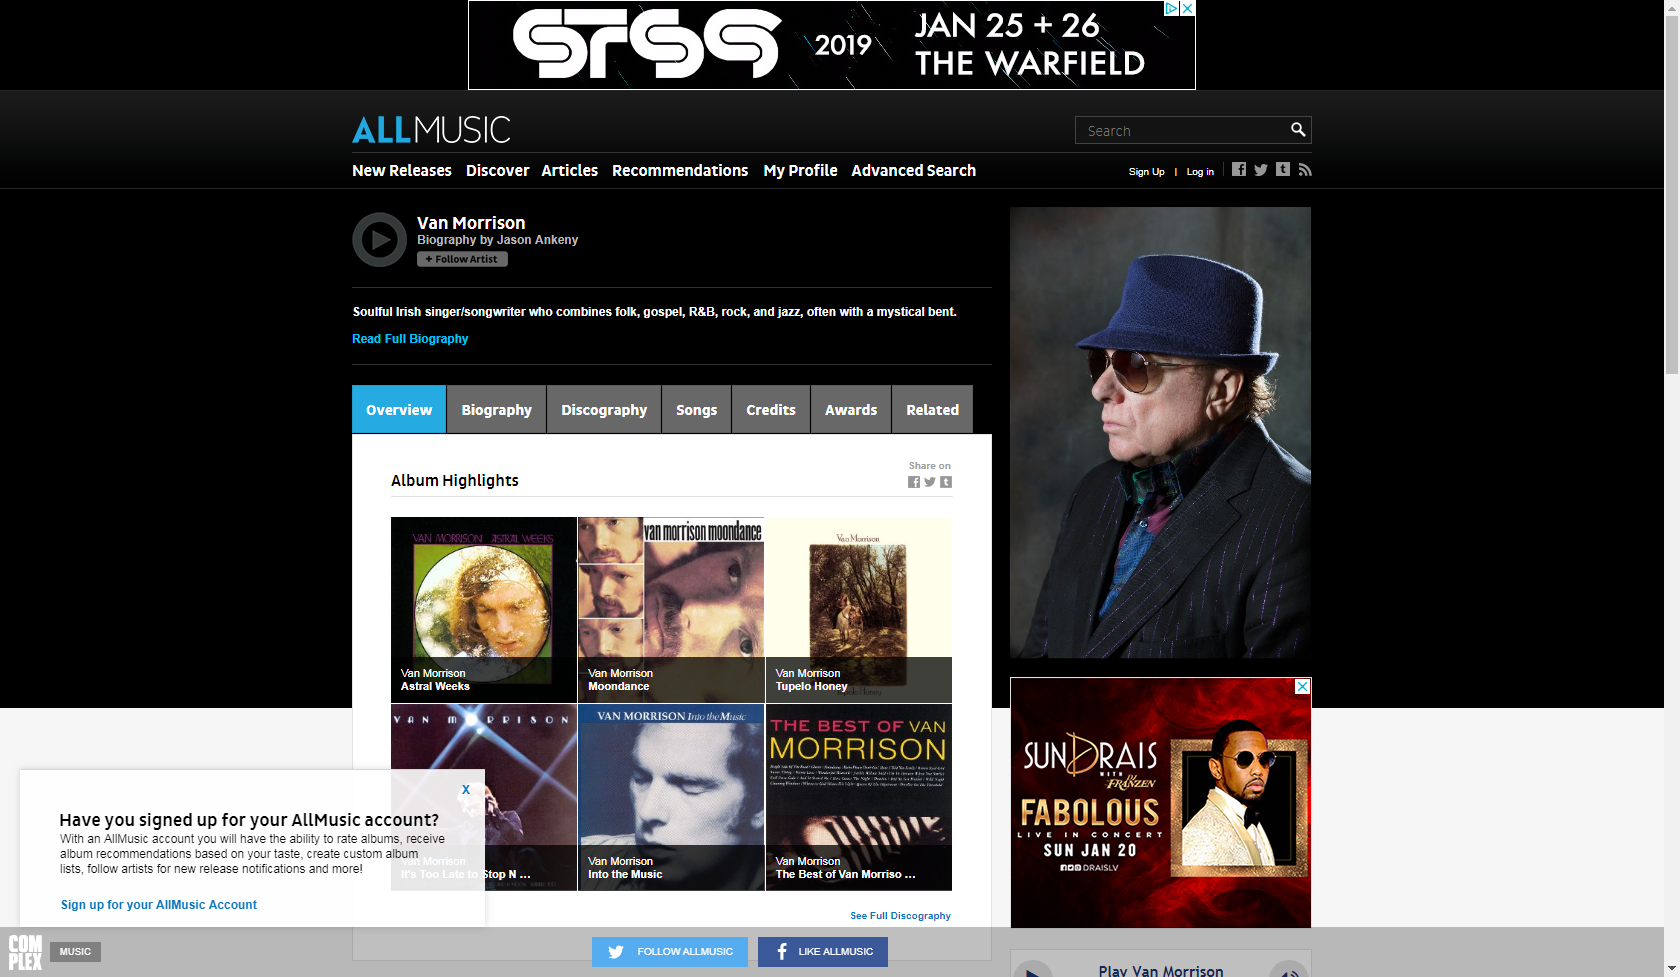 STS9
2019
JAN 25 + 26
THE WARFIELD
ALLMUSIC
Search
New Releases Discover Articles Recommendations My Profile Advanced Search
Sign Up | Log in
Van Morrison
Biography by Jason Ankeny
+ Follow Artist
Soulful Irish singer/songwriter who combines folk, gospel, R&B, rock, and jazz, often with a mystical bent.
Read Full Biography
Overview Biography Discography Songs Credits Awards Related
Share on
Album Highlights
VAN MORRISON ASTRAL WEEKS
Van Morrison
Astral Weeks
van morrison moondance
Van Morrison
Moondance
Van Morrison
Tupelo Honey
Van Morrison
Tupelo Honey
VAN MORRISON
Van Morrison
It's Too Late to Stop N ...
VAN MORRISON Into the Music
Van Morrison
Into the Music
THE BEST OF VAN
MORRISON
Van Morrison
The Best of Van Morriso ...
See Full Discography
X
Have you signed up for your AllMusic account?
With an AllMusic account you will have the ability to rate albums, receive
album recommendations based on your taste, create custom album
lists, follow artists for new release notifications and more!
Sign up for your AllMusic Account
SUNDRAIS
WITH
DJ FRANZEN
FABOLOUS
LIVE IN CONCERT
SUN JAN 20
DRAISLV
COMPLEX
MUSIC
FOLLOW ALLMUSIC
LIKE ALLMUSIC
Play Van Morrison